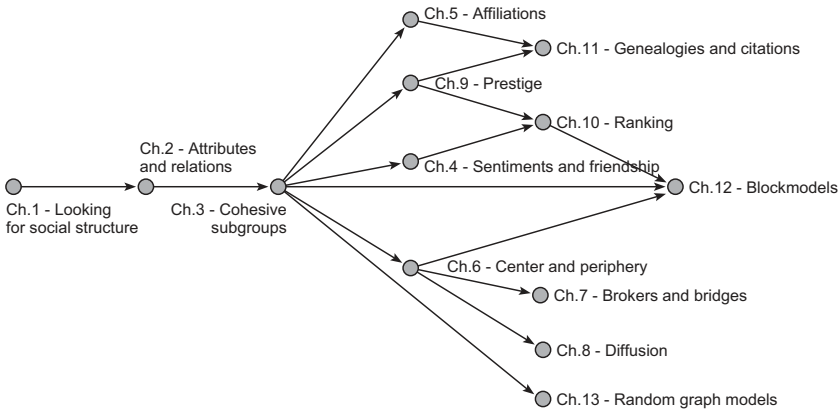 Ch.5 - Affiliations
Ch.11 - Genealogies and citations
Ch.9 - Prestige
Ch.10 - Ranking
Ch.2 - Attributes
and relations
Ch.4 - Sentiments and friendship
Ch.12 - Blockmodels
Ch.1 - Looking
for social structure
Ch.3 - Cohesive
subgroups
Ch.6 - Center and periphery
Ch.7 - Brokers and bridges
Ch.8 - Diffusion
Ch.13 - Random graph models